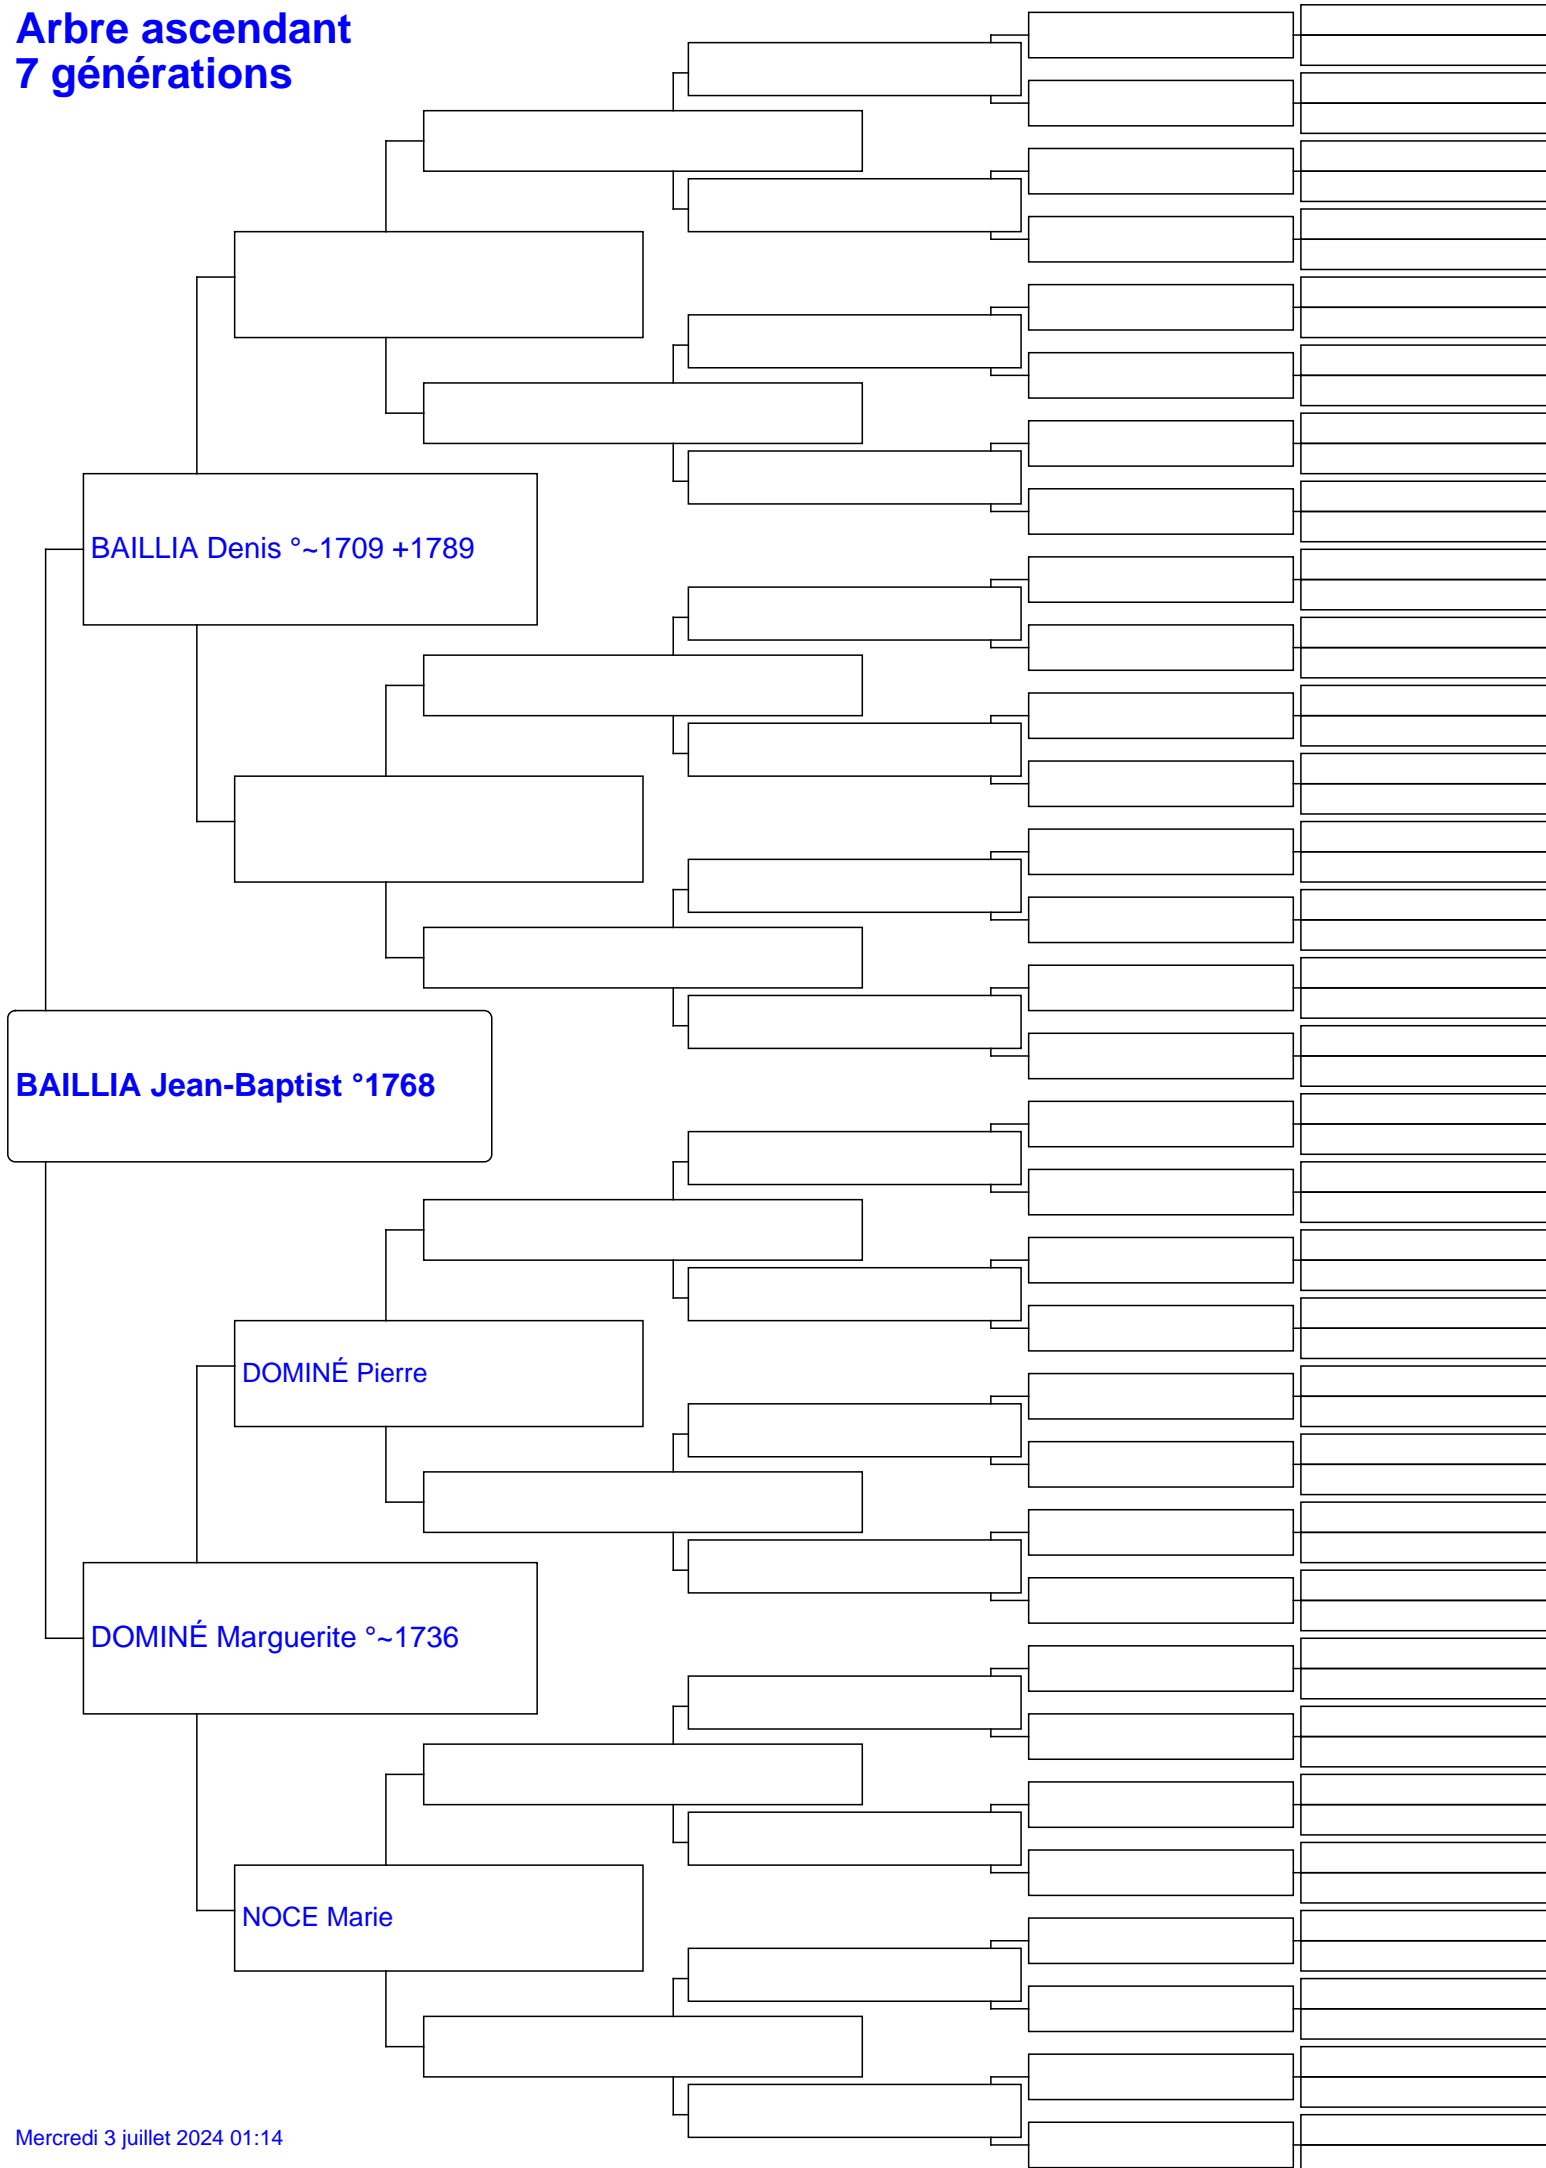 Arbre ascendant
7 générations
BAILLIA Denis °~1709 +1789
BAILLIA Jean-Baptist °1768
DOMINÉ Pierre
DOMINÉ Marguerite °~1736
NOCE Marie
Mercredi 3 juillet 2024 01:14